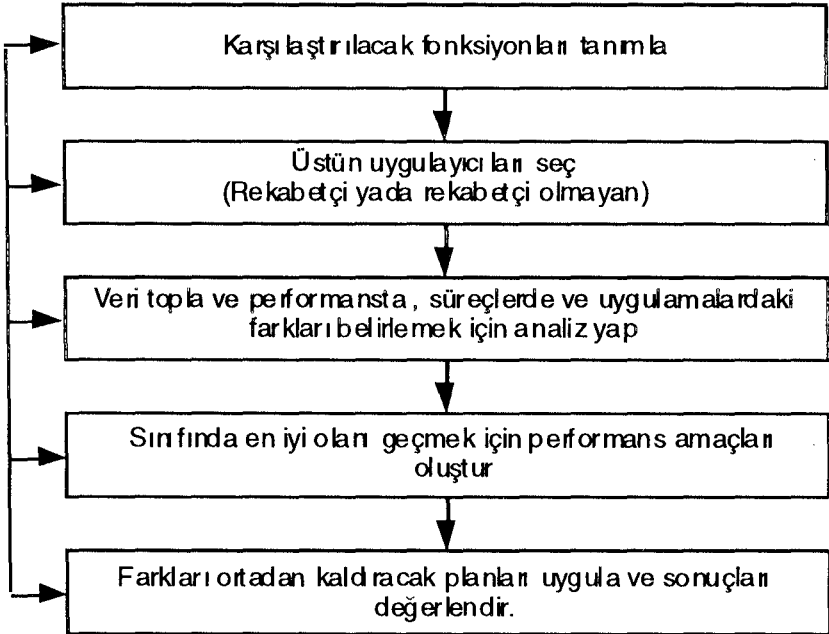 Karşılaştırılacak fonksiyonları tanımla
Üstün uygulayıcıları seç
(Rekabetçi yada rekabetçi olmayan)
Veri topla ve performansta, süreçlerde ve uygulamalardaki
farkları belirlemek için analiz yap
Sınıfında en iyi olanı geçmek için performans amaçları
oluştur
Farkları ortadan kaldıracak planları uygula ve sonuçları
değerlendir.